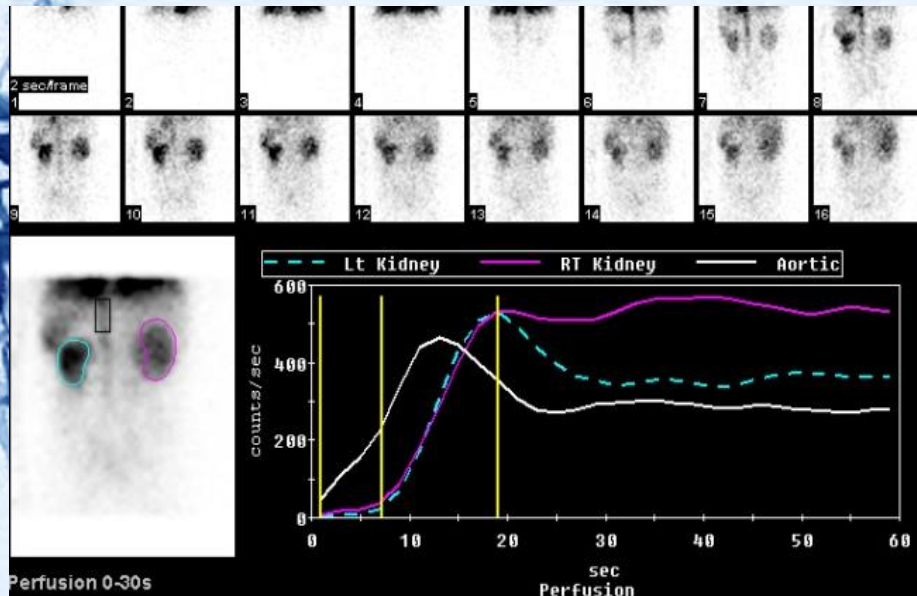 2 sec/frame
1 2 3 4 5 6 7 8
9 10 11 12 13 14 15 16
Lt Kidney RT Kidney Aortic
600
400
200
0
counts/sec
0 10 20 30 40 50 60
sec
Perfusion
Perfusion 0-30s